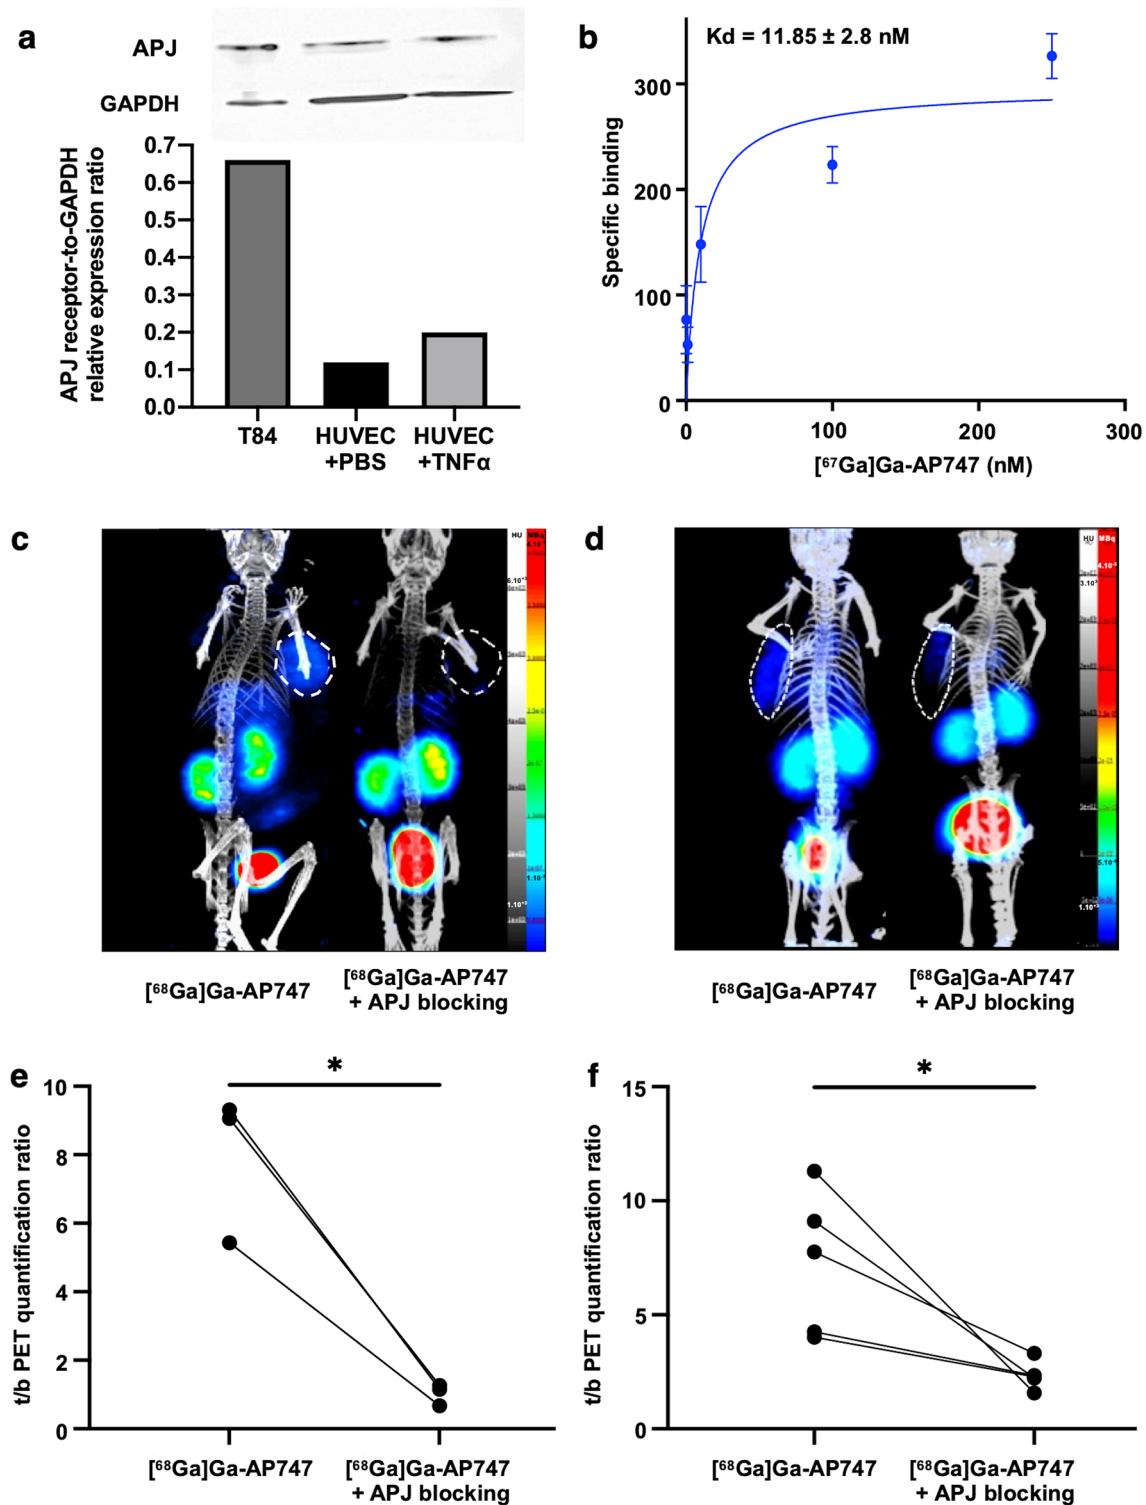 a
APJ
GAPDH
APJ receptor-to-GAPDH
relative expression ratio
0.7
0.6
0.5
0.4
0.3
0.2
0.1
0.0
T84
HUVEC
+PBS
HUVEC
+TNFα
b
Kd = 11.85 ± 2.8 nM
Specific binding
300
200
100
0
0
100
200
300
[⁶⁷Ga]Ga-AP747 (nM)
c
HU
MBq
[⁶⁸Ga]Ga-AP747
[⁶⁸Ga]Ga-AP747
+ APJ blocking
d
HU
MBq
[⁶⁸Ga]Ga-AP747
[⁶⁸Ga]Ga-AP747
+ APJ blocking
e
*
t/b PET quantification ratio
10
8
6
4
2
0
[⁶⁸Ga]Ga-AP747
[⁶⁸Ga]Ga-AP747
+ APJ blocking
f
*
t/b PET quantification ratio
15
10
5
0
[⁶⁸Ga]Ga-AP747
[⁶⁸Ga]Ga-AP747
+ APJ blocking